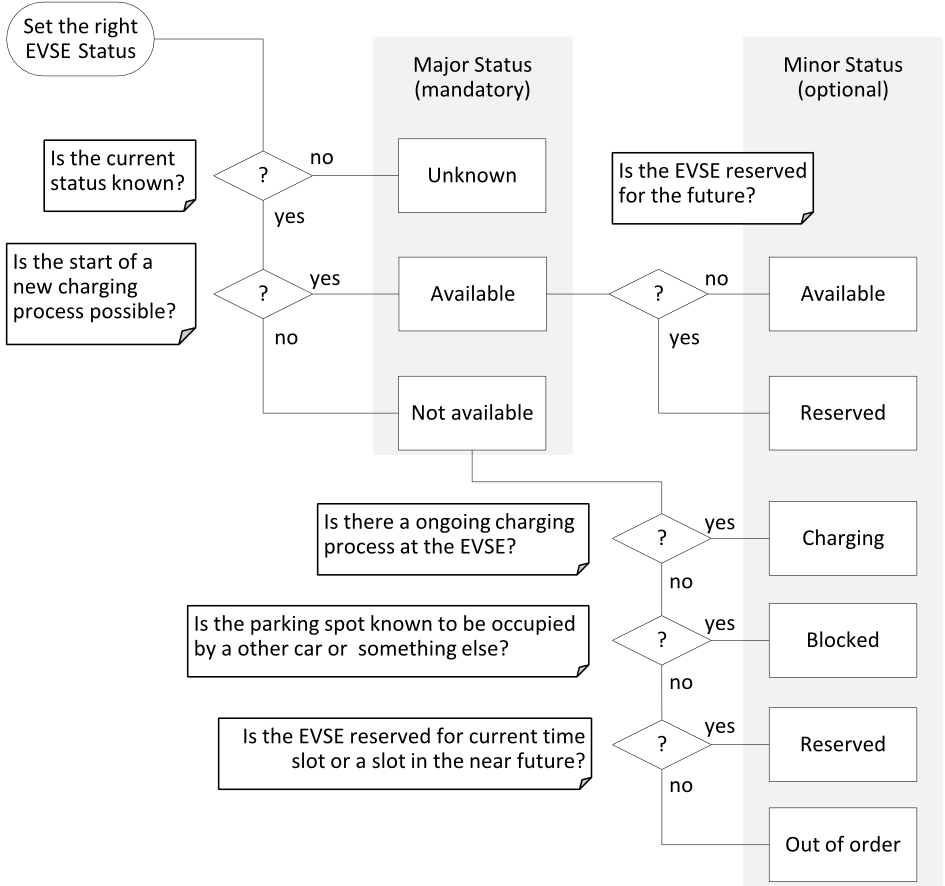 Set the right
EVSE Status
Major Status
(mandatory)
Minor Status
(optional)
Is the current
status known?
?
no
yes
Unknown
Is the EVSE reserved
for the future?
Is the start of a
new charging
process possible?
?
yes
no
Available
?
no
yes
Available
Not available
Reserved
Is there a ongoing charging
process at the EVSE?
?
yes
no
Charging
Is the parking spot known to be occupied
by a other car or something else?
?
yes
no
Blocked
Is the EVSE reserved for current time
slot or a slot in the near future?
?
yes
no
Reserved
Out of order